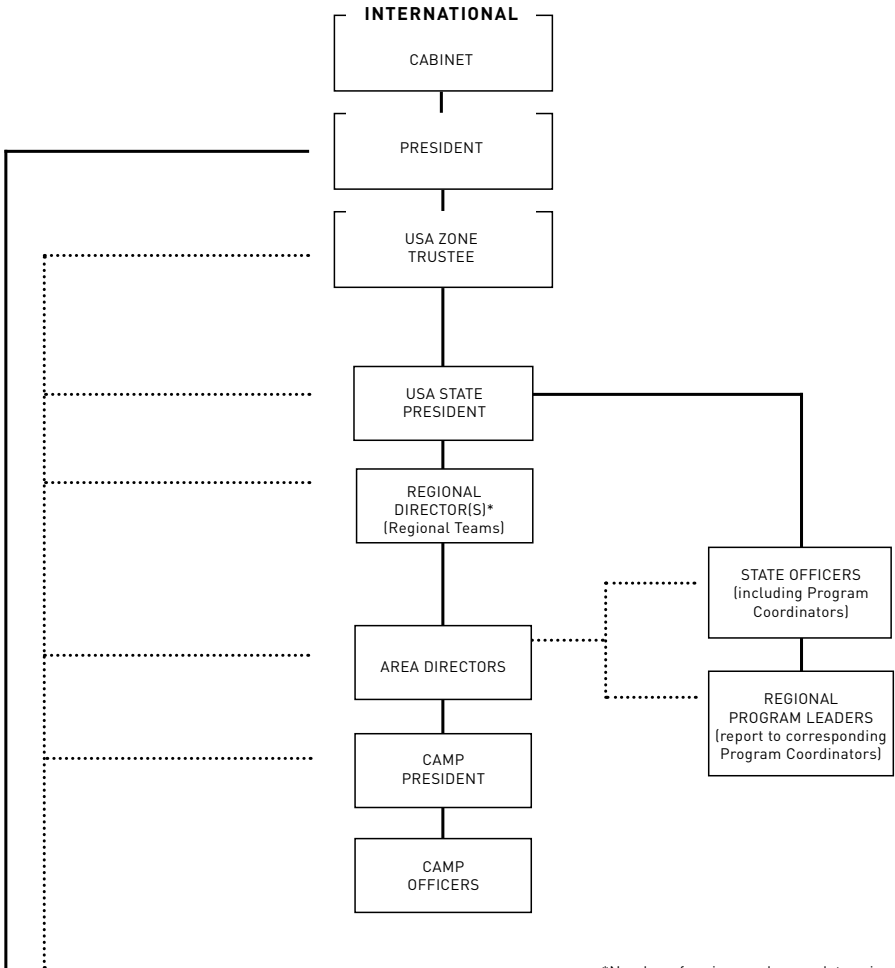 INTERNATIONAL
CABINET
PRESIDENT
USA ZONE
TRUSTEE
USA STATE
PRESIDENT
REGIONAL
DIRECTOR(S)*
(Regional Teams)
STATE OFFICERS
(including Program
Coordinators)
AREA DIRECTORS
REGIONAL
PROGRAM LEADERS
(report to corresponding
Program Coordinators)
CAMP
PRESIDENT
CAMP
OFFICERS